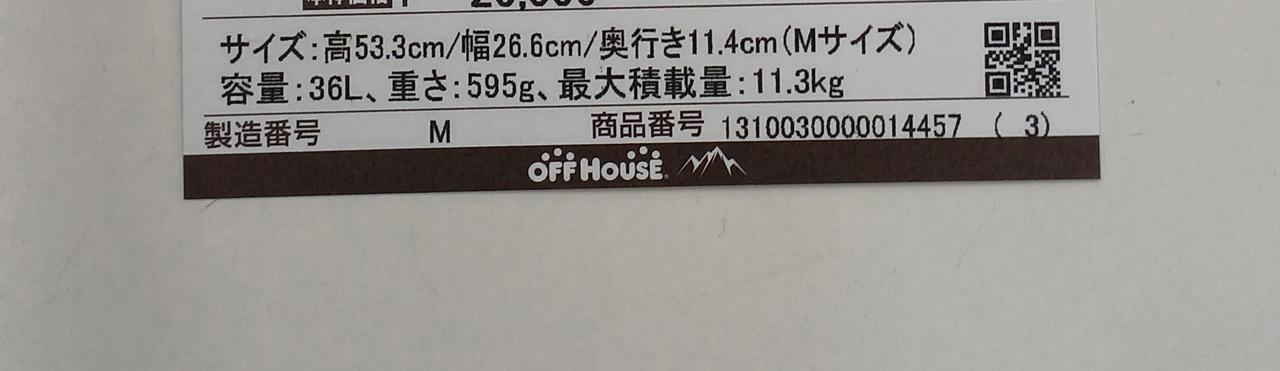 サイズ:高53.3cm/幅26.6cm/奥行き11.4cm(Mサイズ)
容量:36L、重さ:595g、最大積載量:11.3kg
製造番号 M 商品番号 1310030000014457 ( 3)
OFF HOUSE